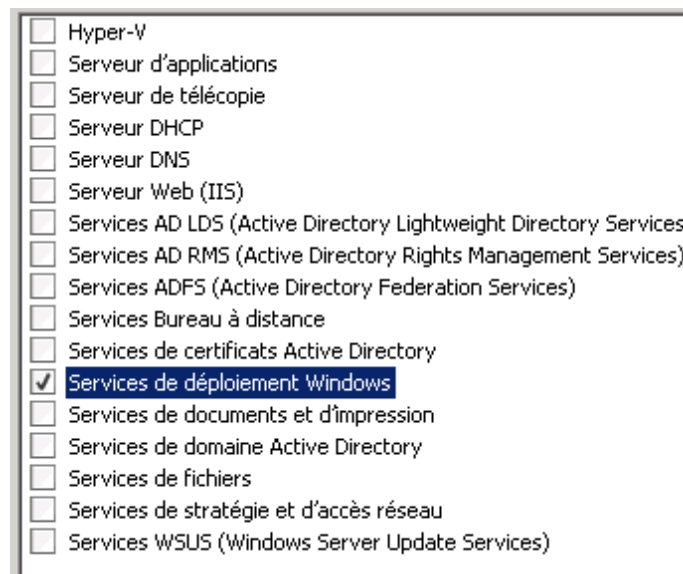 Hyper-V
Serveur d'applications
Serveur de télécopie
Serveur DHCP
Serveur DNS
Serveur Web (IIS)
Services AD LDS (Active Directory Lightweight Directory Services
Services AD RMS (Active Directory Rights Management Services)
Services ADFS (Active Directory Federation Services)
Services Bureau à distance
Services de certificats Active Directory
Services de déploiement Windows
Services de documents et d'impression
Services de domaine Active Directory
Services de fichiers
Services de stratégie et d'accès réseau
Services WSUS (Windows Server Update Services)